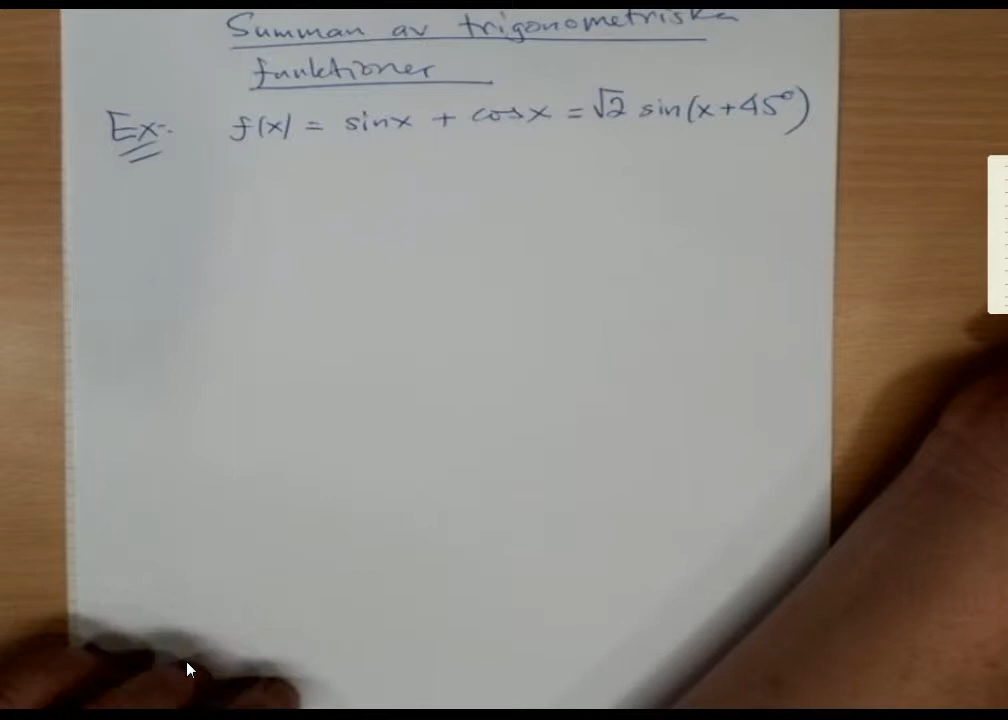 Summan av trigonometriska
funktioner
Ex:. f(x) = sinx + cosx = √2 sin(x+45°)